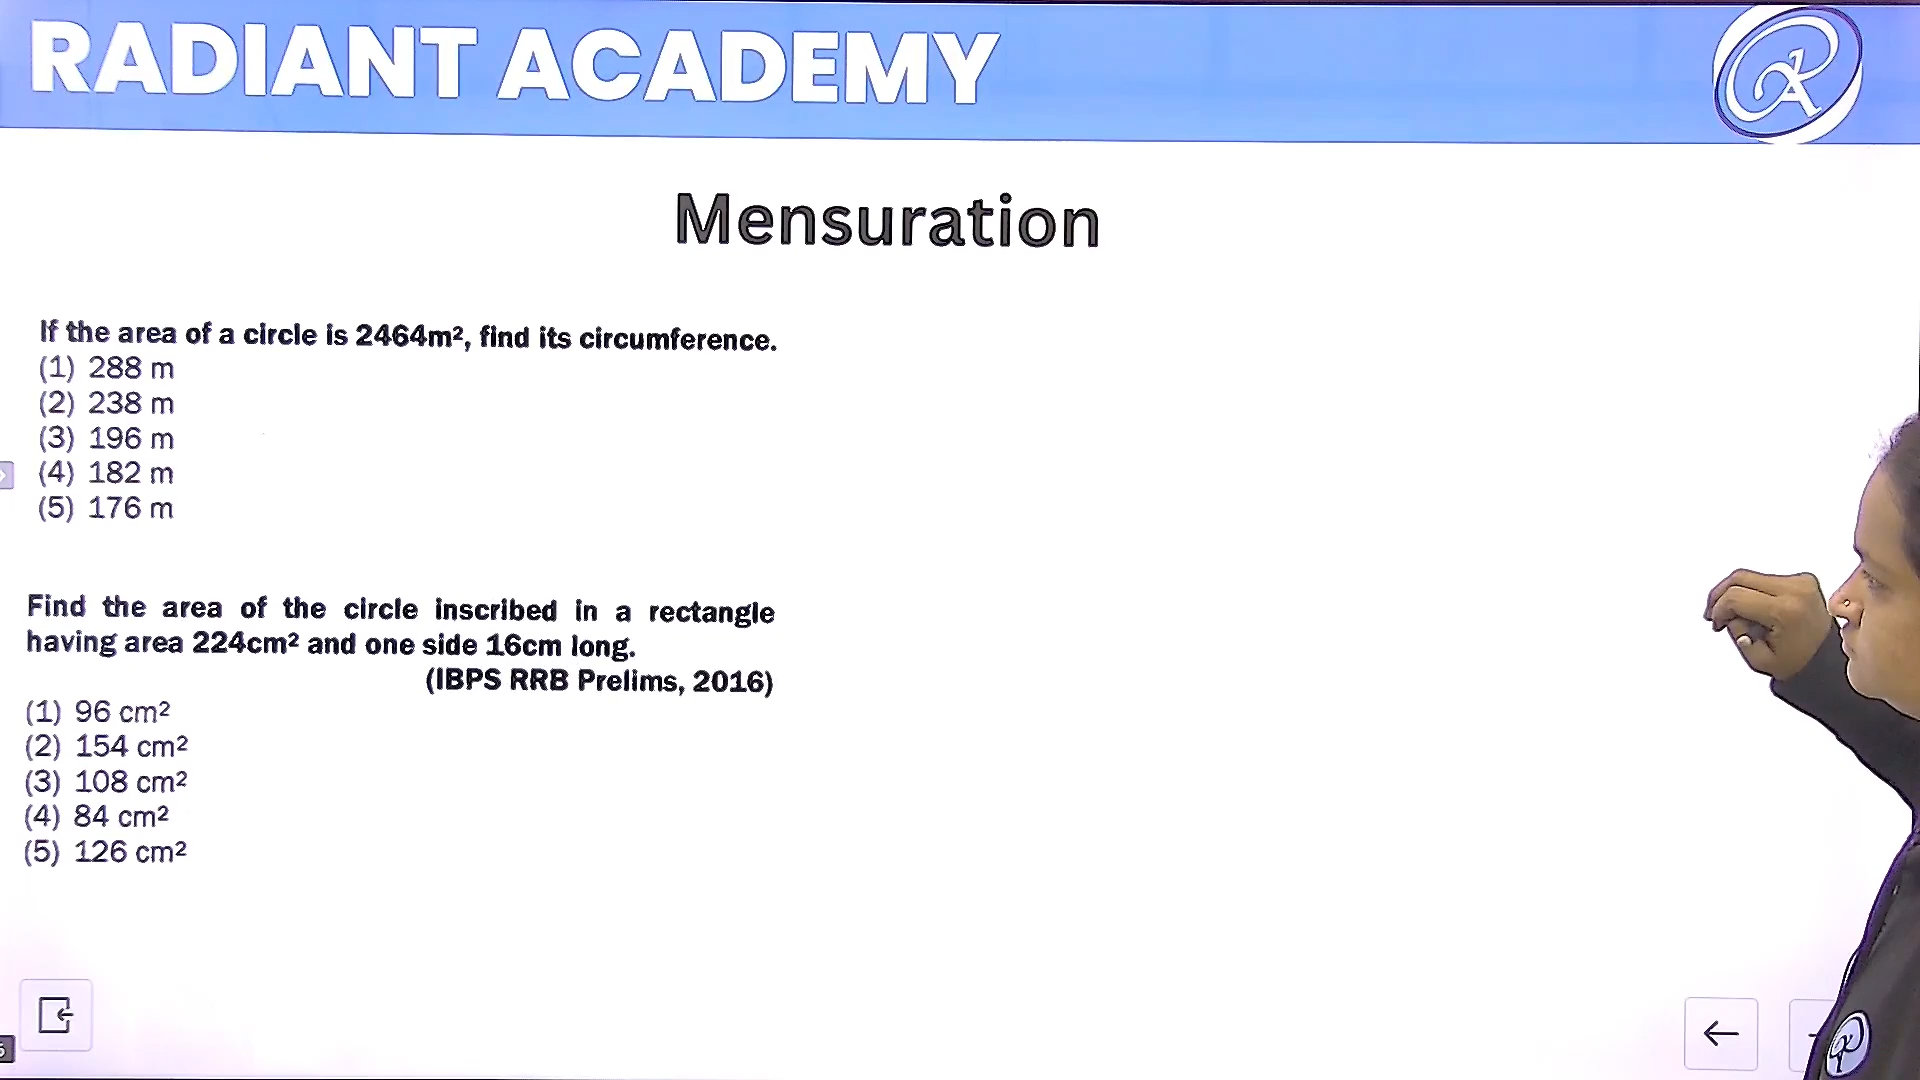 RADIANT ACADEMY
Mensuration
If the area of a circle is 2464m², find its circumference.
(1) 288 m
(2) 238 m
(3) 196 m
(4) 182 m
(5) 176 m
Find the area of the circle inscribed in a rectangle
having area 224cm² and one side 16cm long.
(IBPS RRB Prelims, 2016)
(1) 96 cm²
(2) 154 cm²
(3) 108 cm²
(4) 84 cm²
(5) 126 cm²